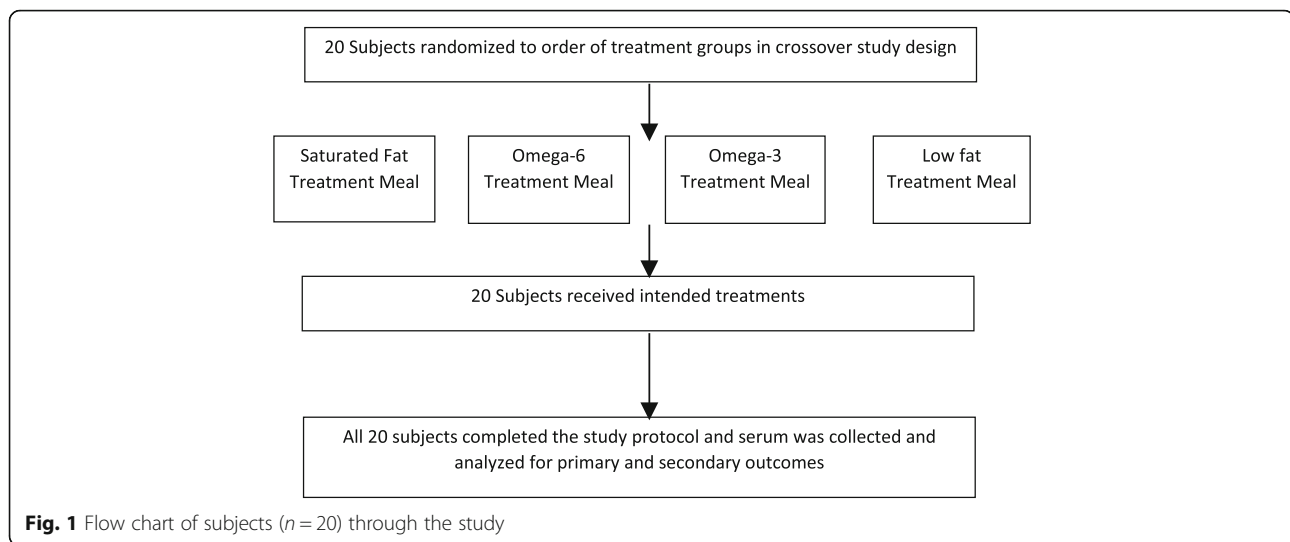 20 Subjects randomized to order of treatment groups in crossover study design
Saturated Fat
Treatment Meal
Omega-6
Treatment Meal
Omega-3
Treatment Meal
Low fat
Treatment Meal
20 Subjects received intended treatments
All 20 subjects completed the study protocol and serum was collected and
analyzed for primary and secondary outcomes
Fig. 1 Flow chart of subjects (n = 20) through the study